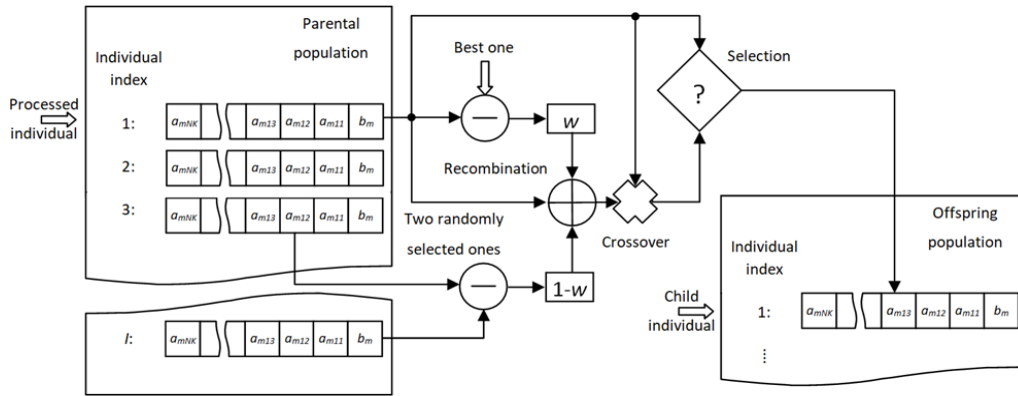 Parental
population
Individual
index
Processed
individual
1: a_mNK a_m13 a_m12 a_m11 b_m
2: a_mNK a_m13 a_m12 a_m11 b_m
3: a_mNK a_m13 a_m12 a_m11 b_m
I: a_mNK a_m13 a_m12 a_m11 b_m
Best one
−
w
Recombination
Two randomly
selected ones
−
1-w
Crossover
Selection
?
Offspring
population
Individual
index
Child
individual
1: a_mNK a_m13 a_m12 a_m11 b_m
⁞